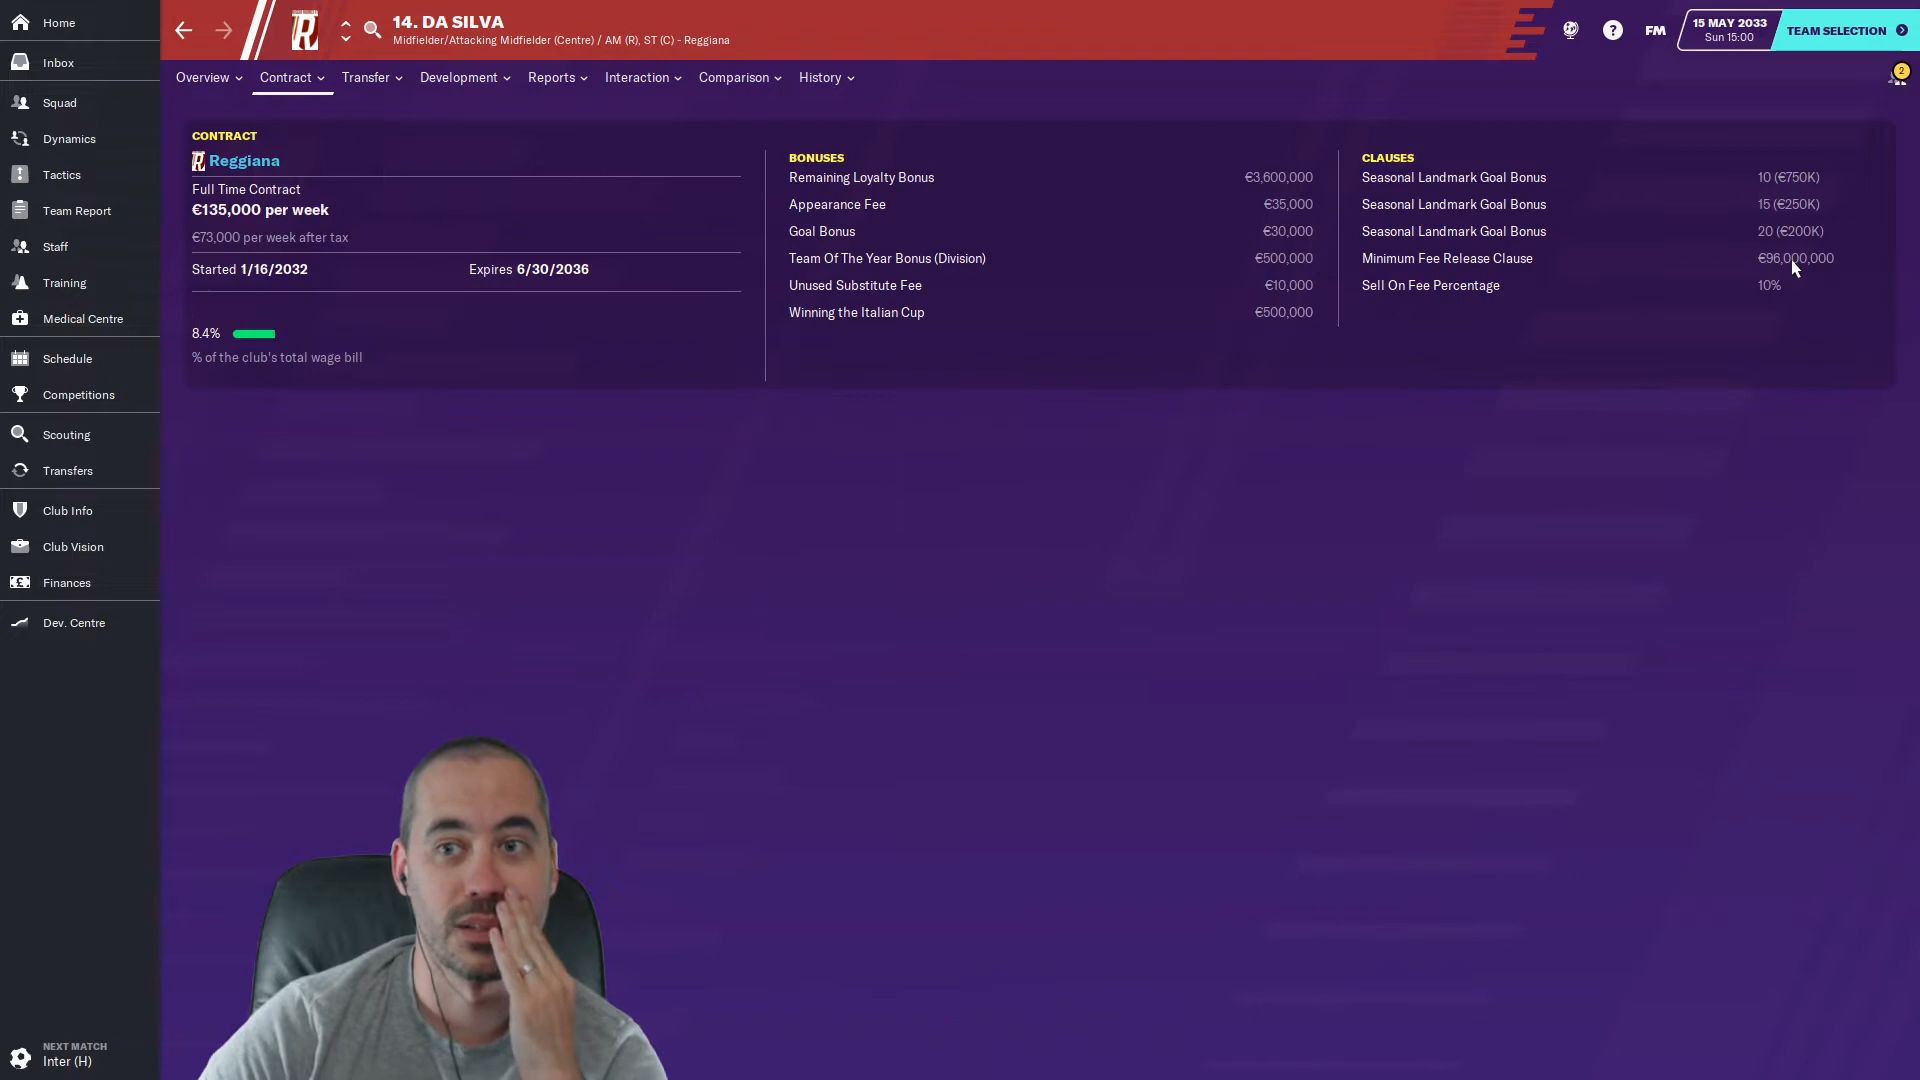 Home
Inbox
Squad
Dynamics
Tactics
Team Report
Staff
Training
Medical Centre
Schedule
Competitions
Scouting
Transfers
Club Info
Club Vision
Finances
Dev. Centre
NEXT MATCH
Inter (H)
R
14. DA SILVA
Midfielder/Attacking Midfielder (Centre) / AM (R), ST (C) - Reggiana
?
FM
15 MAY 2033
Sun 15:00
TEAM SELECTION
Overview Contract Transfer Development Reports Interaction Comparison History
2
CONTRACT
R Reggiana
Full Time Contract
€135,000 per week
€73,000 per week after tax
Started 1/16/2032 Expires 6/30/2036
8.4%
% of the club's total wage bill
BONUSES
Remaining Loyalty Bonus €3,600,000
Appearance Fee €35,000
Goal Bonus €30,000
Team Of The Year Bonus (Division) €500,000
Unused Substitute Fee €10,000
Winning the Italian Cup €500,000
CLAUSES
Seasonal Landmark Goal Bonus 10 (€750K)
Seasonal Landmark Goal Bonus 15 (€250K)
Seasonal Landmark Goal Bonus 20 (€200K)
Minimum Fee Release Clause €96,000,000
Sell On Fee Percentage 10%